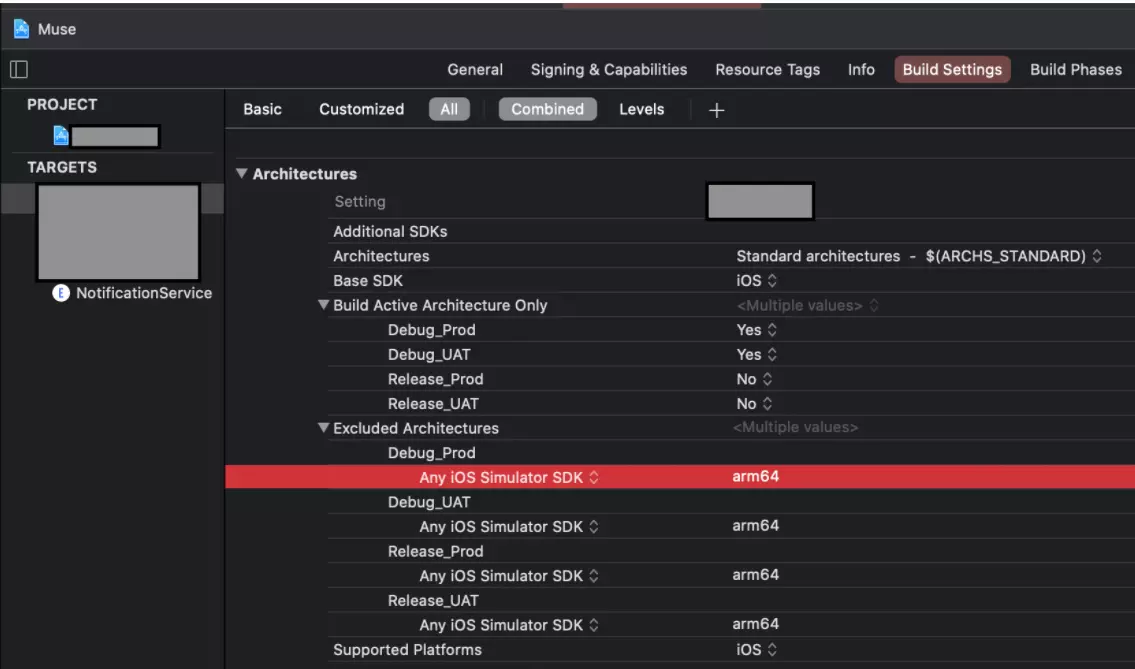 Muse
General Signing & Capabilities Resource Tags Info Build Settings Build Phases
PROJECT
Basic Customized All Combined Levels +
TARGETS
Architectures
Setting
Additional SDKs
Architectures Standard architectures - $(ARCHS_STANDARD)
Base SDK iOS
E NotificationService
Build Active Architecture Only <Multiple values>
Debug_Prod Yes
Debug_UAT Yes
Release_Prod No
Release_UAT No
Excluded Architectures <Multiple values>
Debug_Prod
Any iOS Simulator SDK arm64
Debug_UAT
Any iOS Simulator SDK arm64
Release_Prod
Any iOS Simulator SDK arm64
Release_UAT
Any iOS Simulator SDK arm64
Supported Platforms iOS